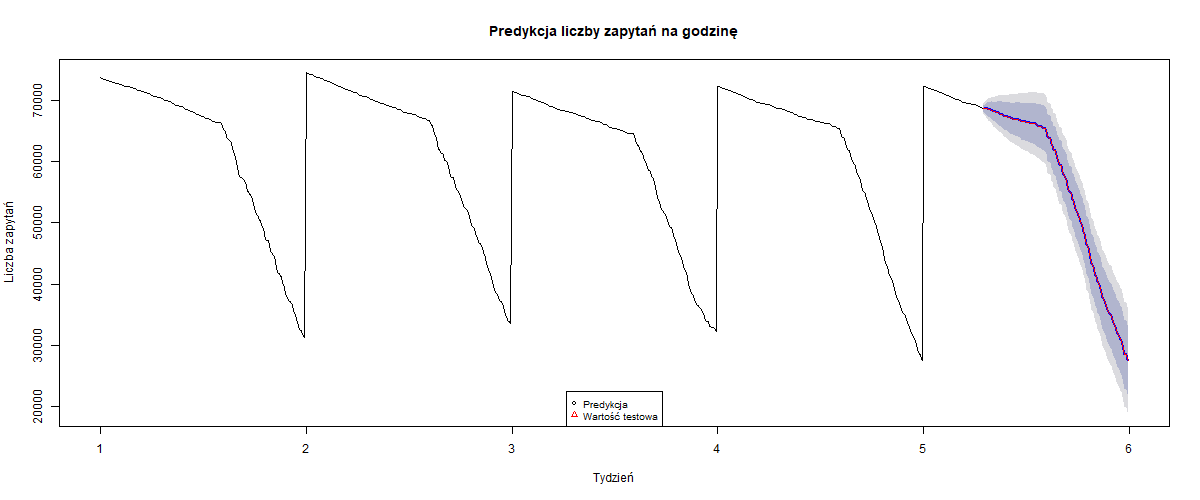 Predykcja liczby zapytań na godzinę
Liczba zapytań
70000
60000
50000
40000
30000
20000
Predykcja
Wartość testowa
1 2 3 4 5 6
Tydzień